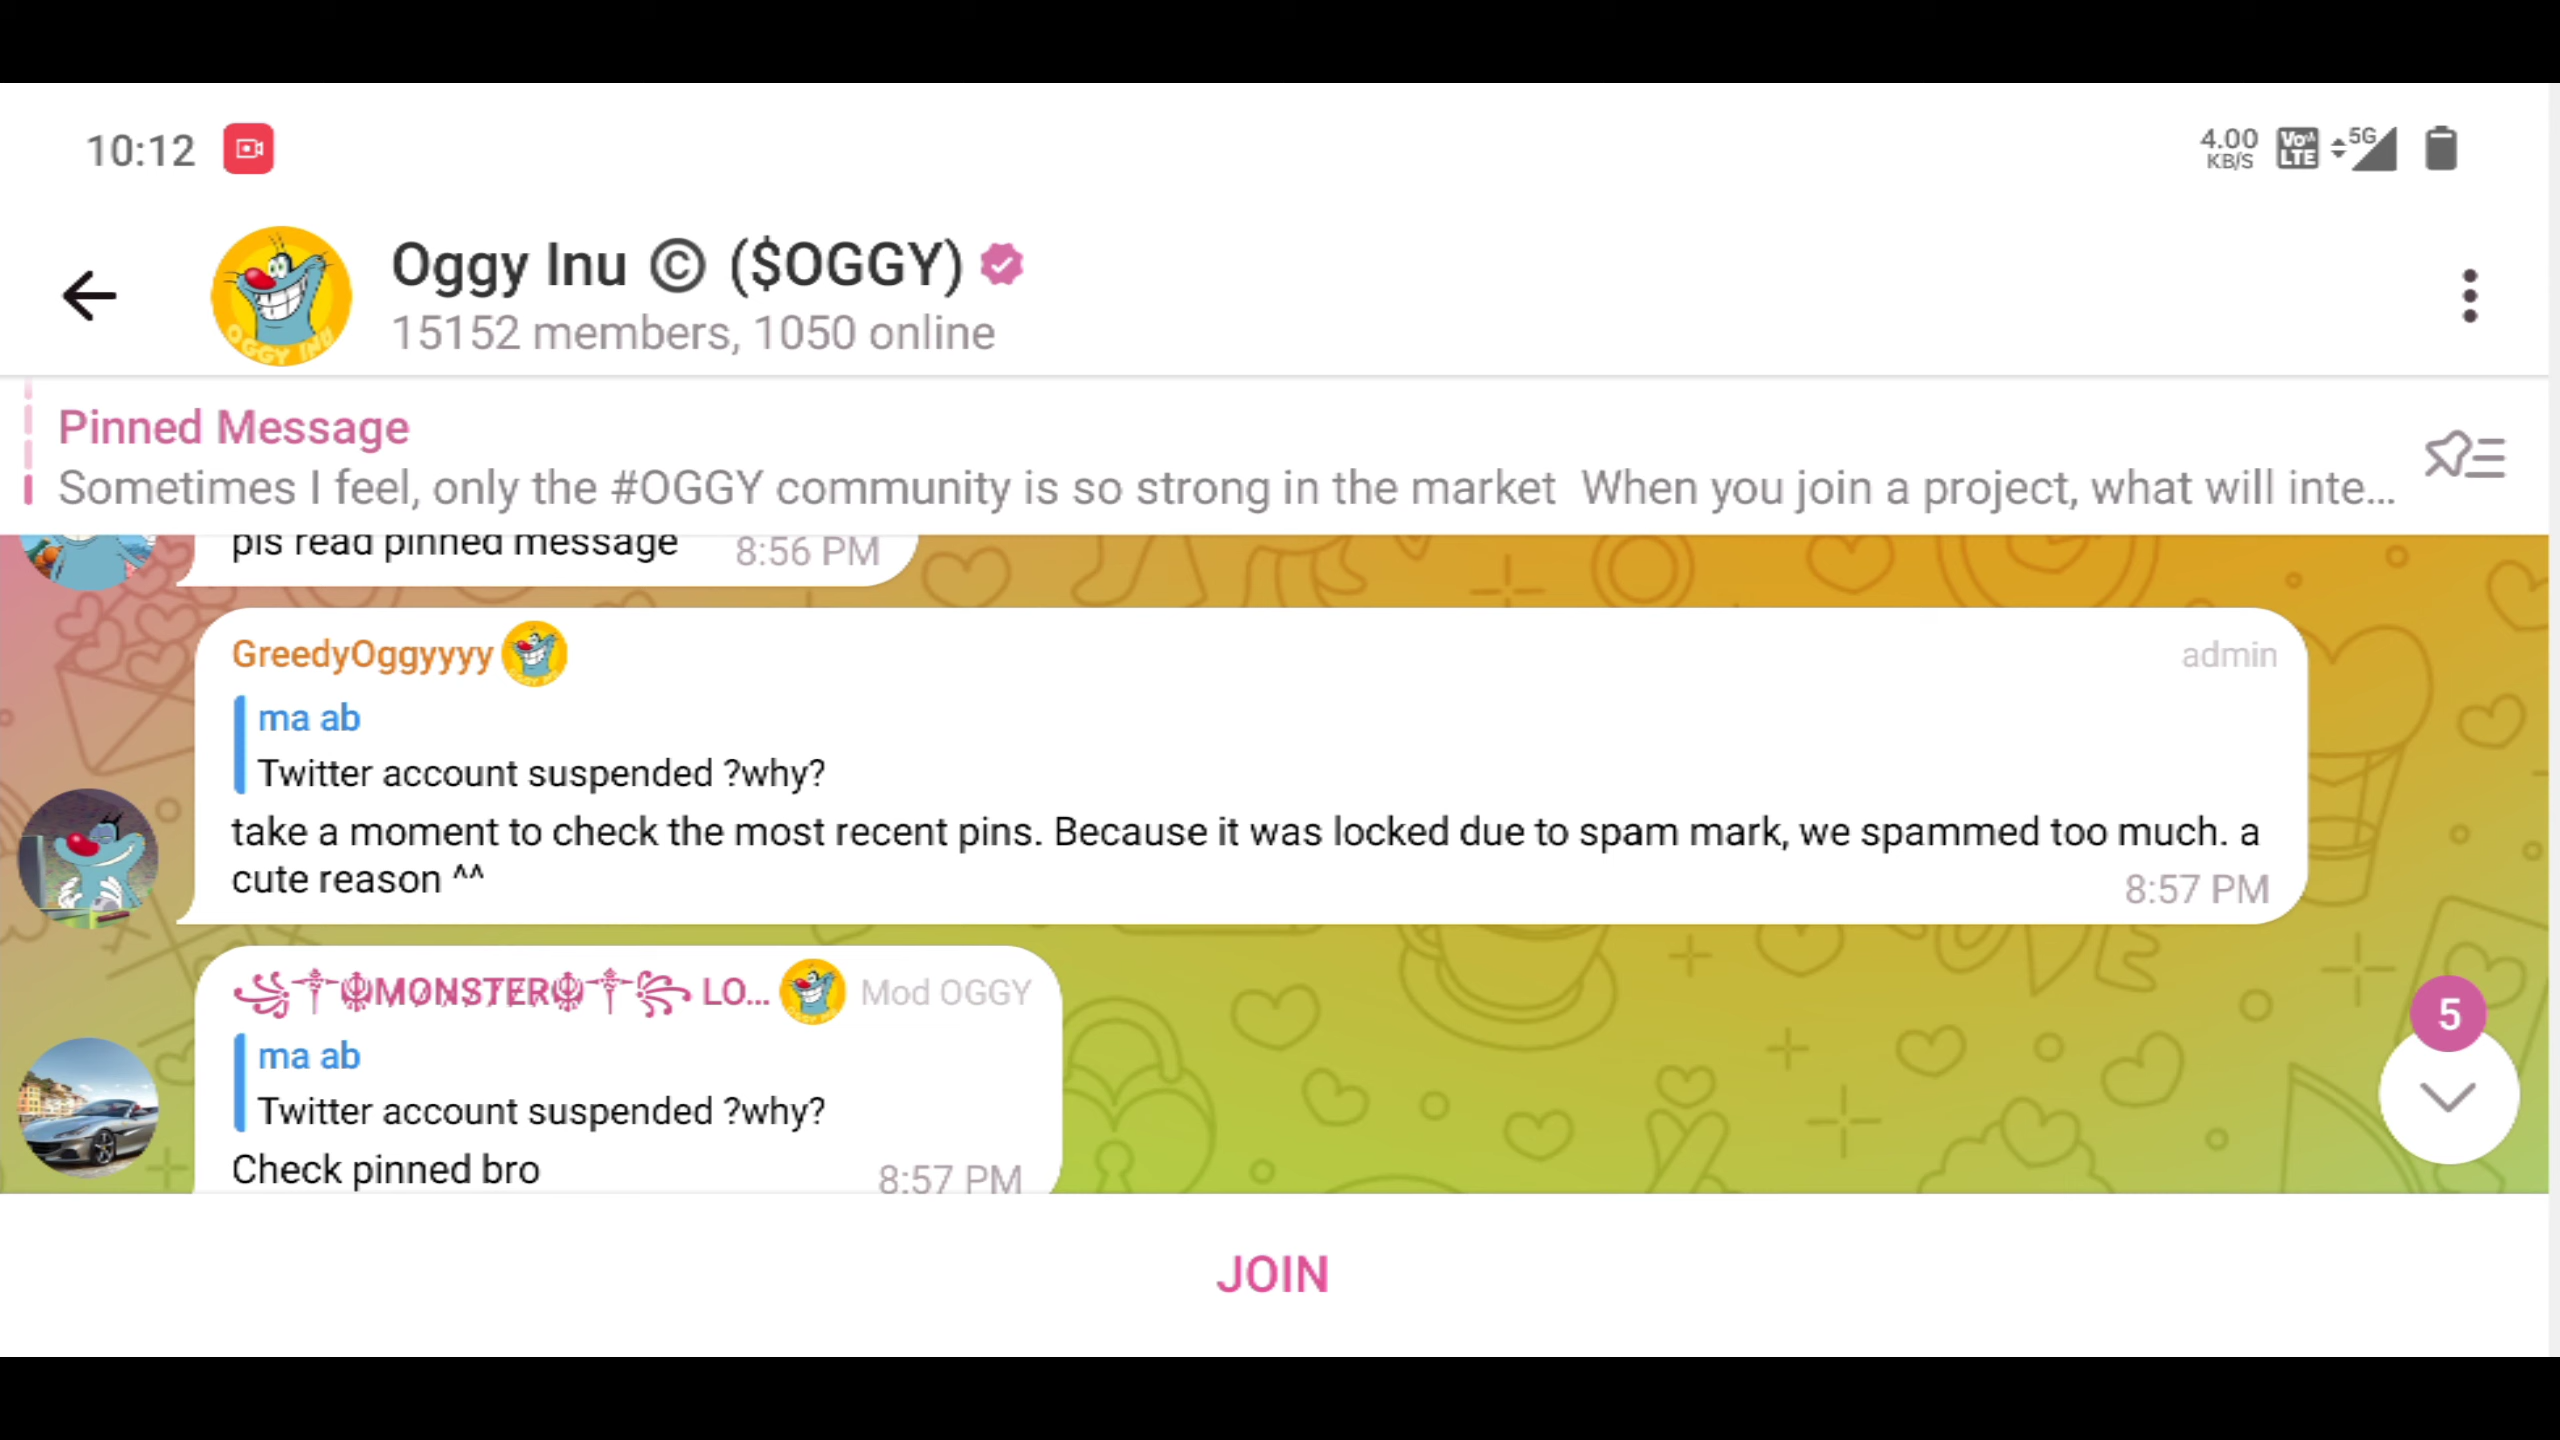 10:12
4.00
KB/S
Vo
LTE
5G
Oggy Inu © ($OGGY)
OGGY INU
15152 members, 1050 online
Pinned Message
Sometimes I feel, only the #OGGY community is so strong in the market When you join a project, what will inte...
pls read pinned message 8:56 PM
GreedyOggyyyy admin
ma ab
Twitter account suspended ?why?
take a moment to check the most recent pins. Because it was locked due to spam mark, we spammed too much. a
cute reason ^^
8:57 PM
MONSTER LO... Mod OGGY
ma ab
Twitter account suspended ?why?
Check pinned bro 8:57 PM
5
JOIN